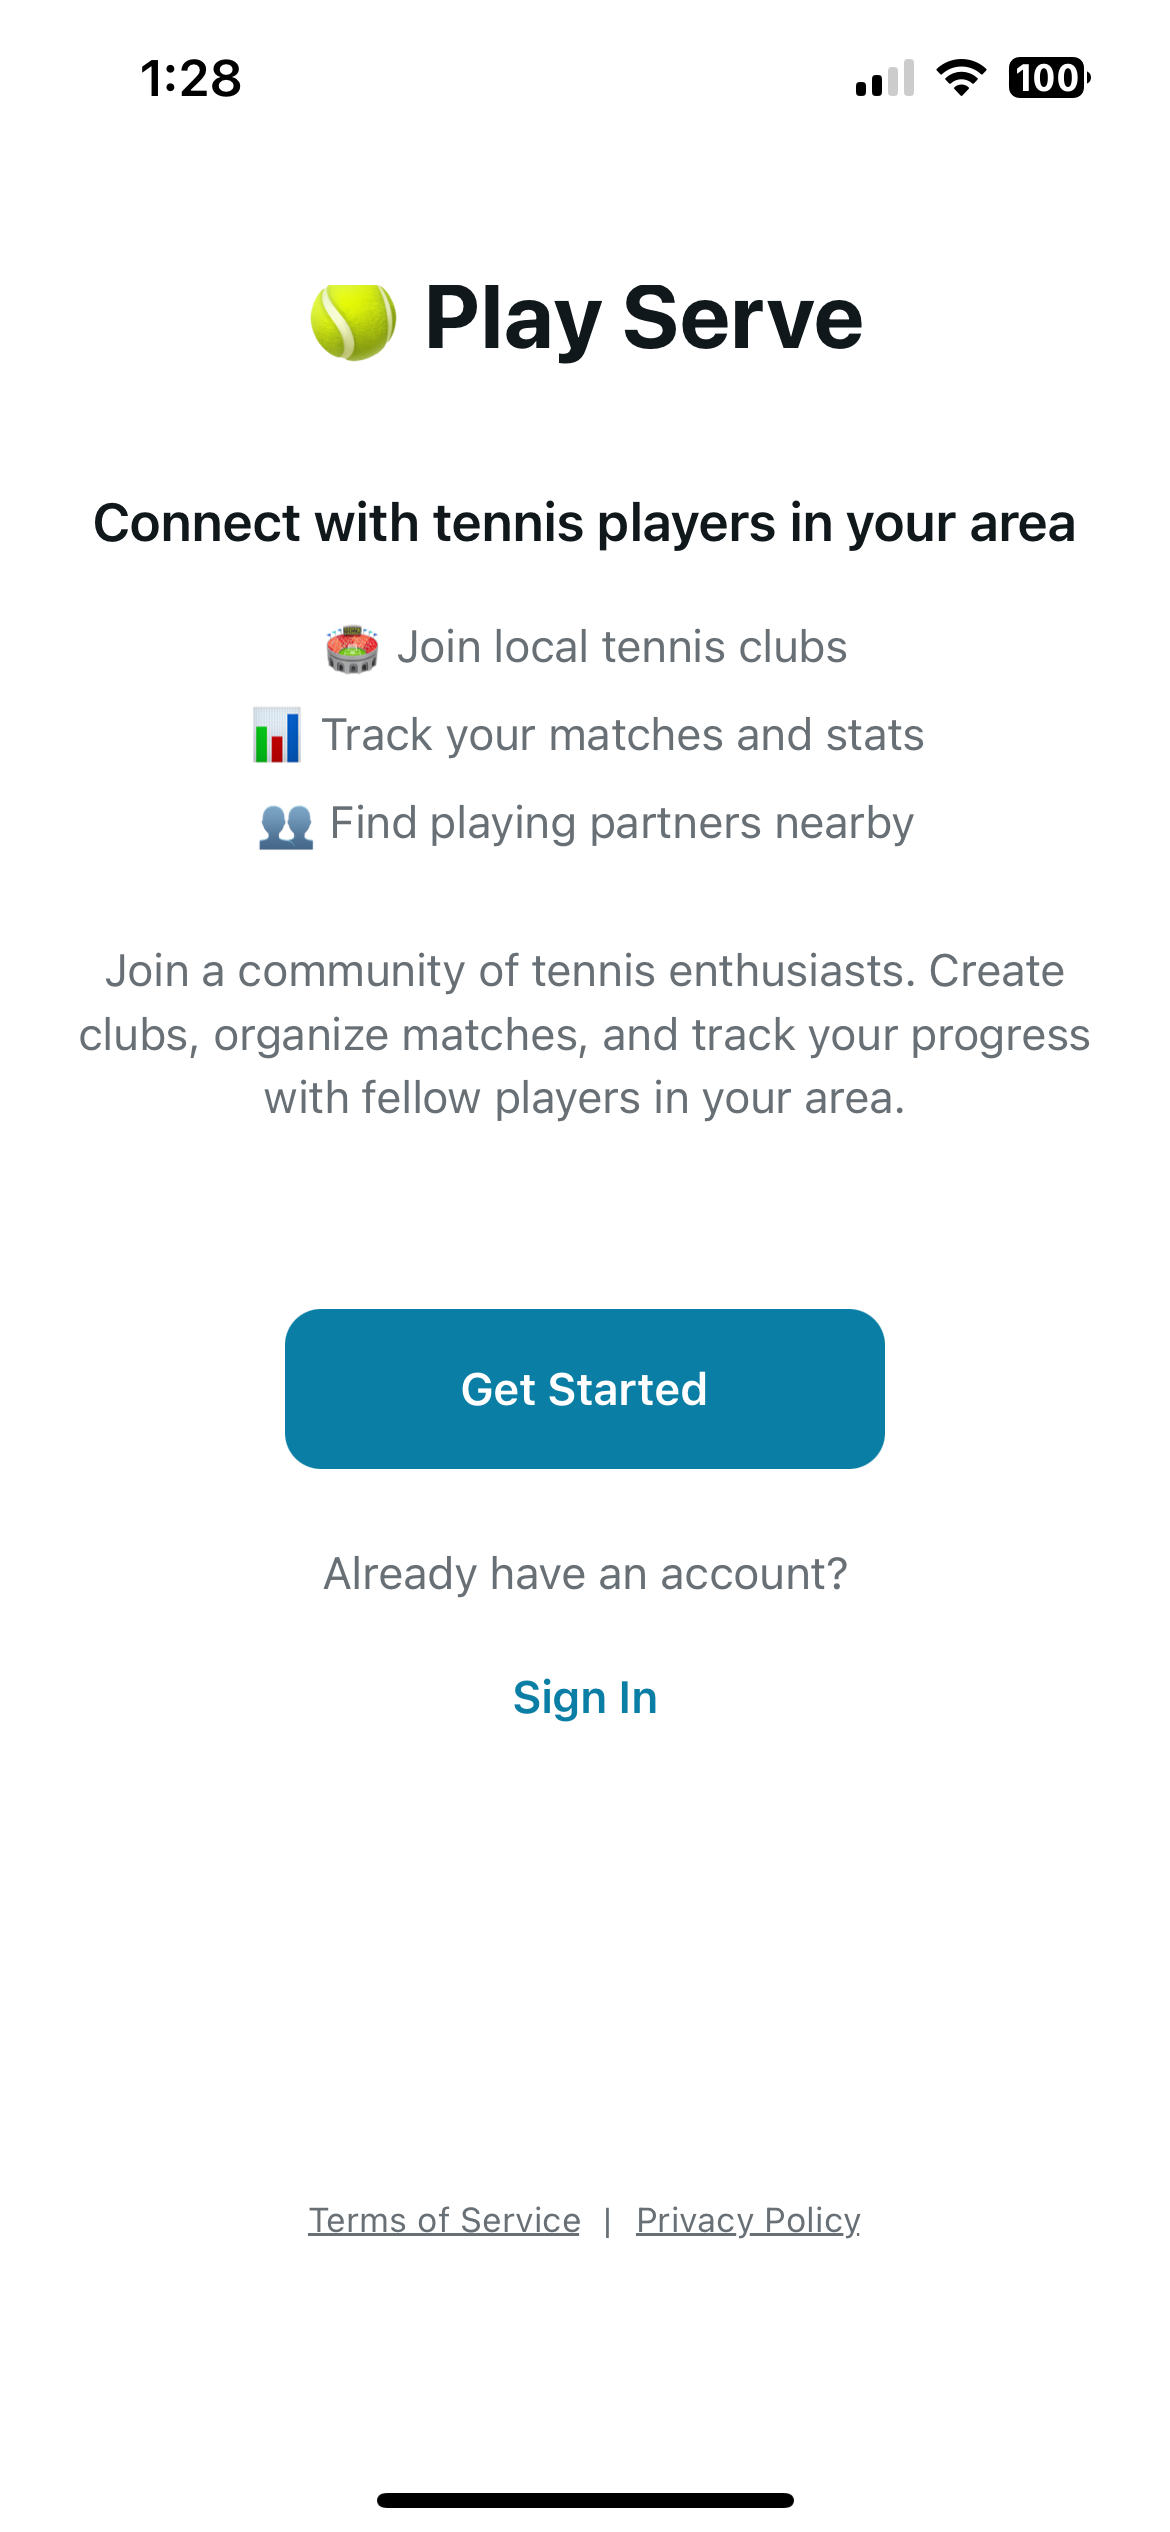 1:28
100
Play Serve
Connect with tennis players in your area
Join local tennis clubs
Track your matches and stats
Find playing partners nearby
Join a community of tennis enthusiasts. Create
clubs, organize matches, and track your progress
with fellow players in your area.
Get Started
Already have an account?
Sign In
Terms of Service | Privacy Policy